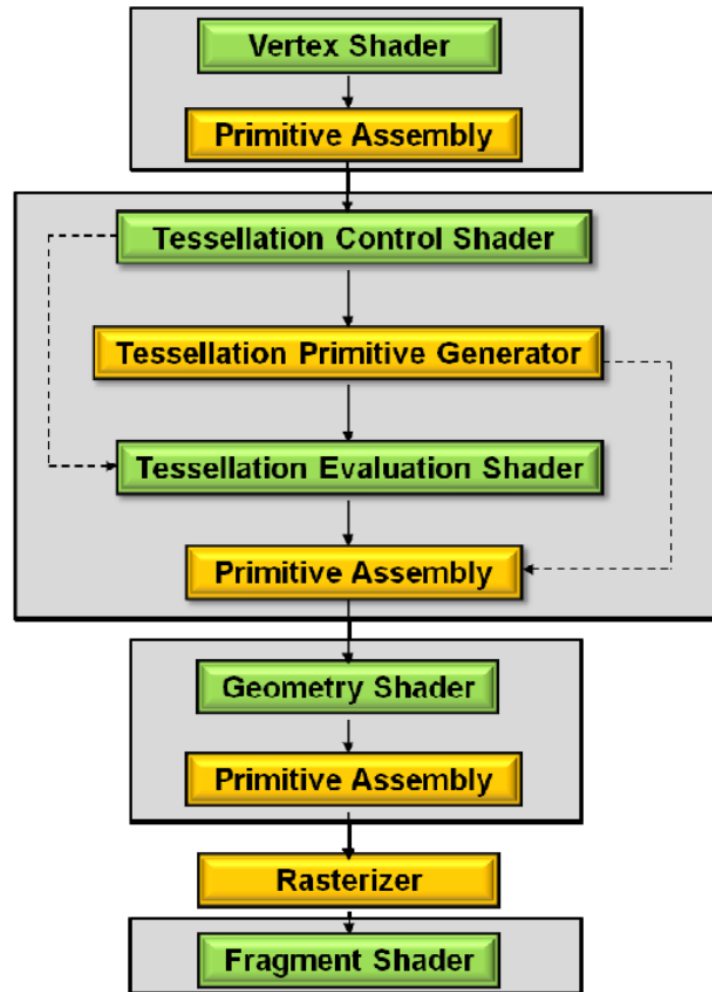 Vertex Shader
Primitive Assembly
Tessellation Control Shader
Tessellation Primitive Generator
Tessellation Evaluation Shader
Primitive Assembly
Geometry Shader
Primitive Assembly
Rasterizer
Fragment Shader